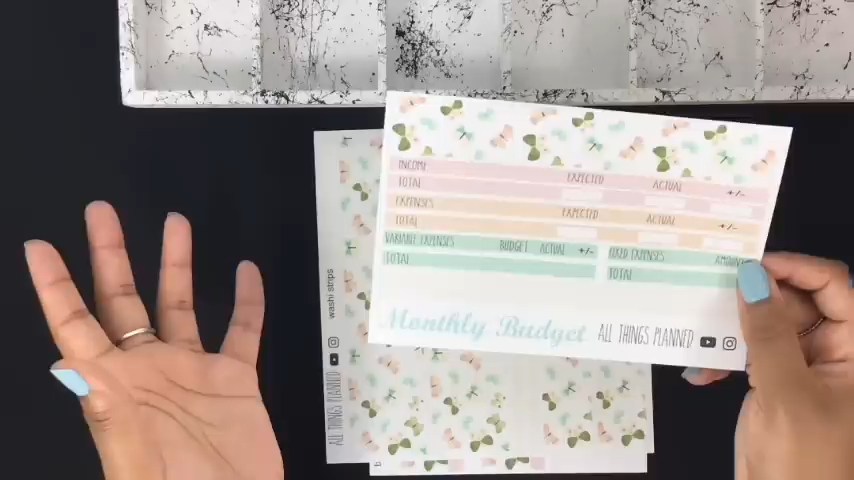 INCOME EXPECTED ACTUAL +/-
TOTAL
EXPENSES EXPECTED ACTUAL +/-
TOTAL
VARIABLE EXPENSES BUDGET ACTUAL +/-
TOTAL
FIXED EXPENSES AMOUNT
TOTAL
Monthly Budget ALL THINGS PLANNED
washi strips
ALL THINGS PLANNED